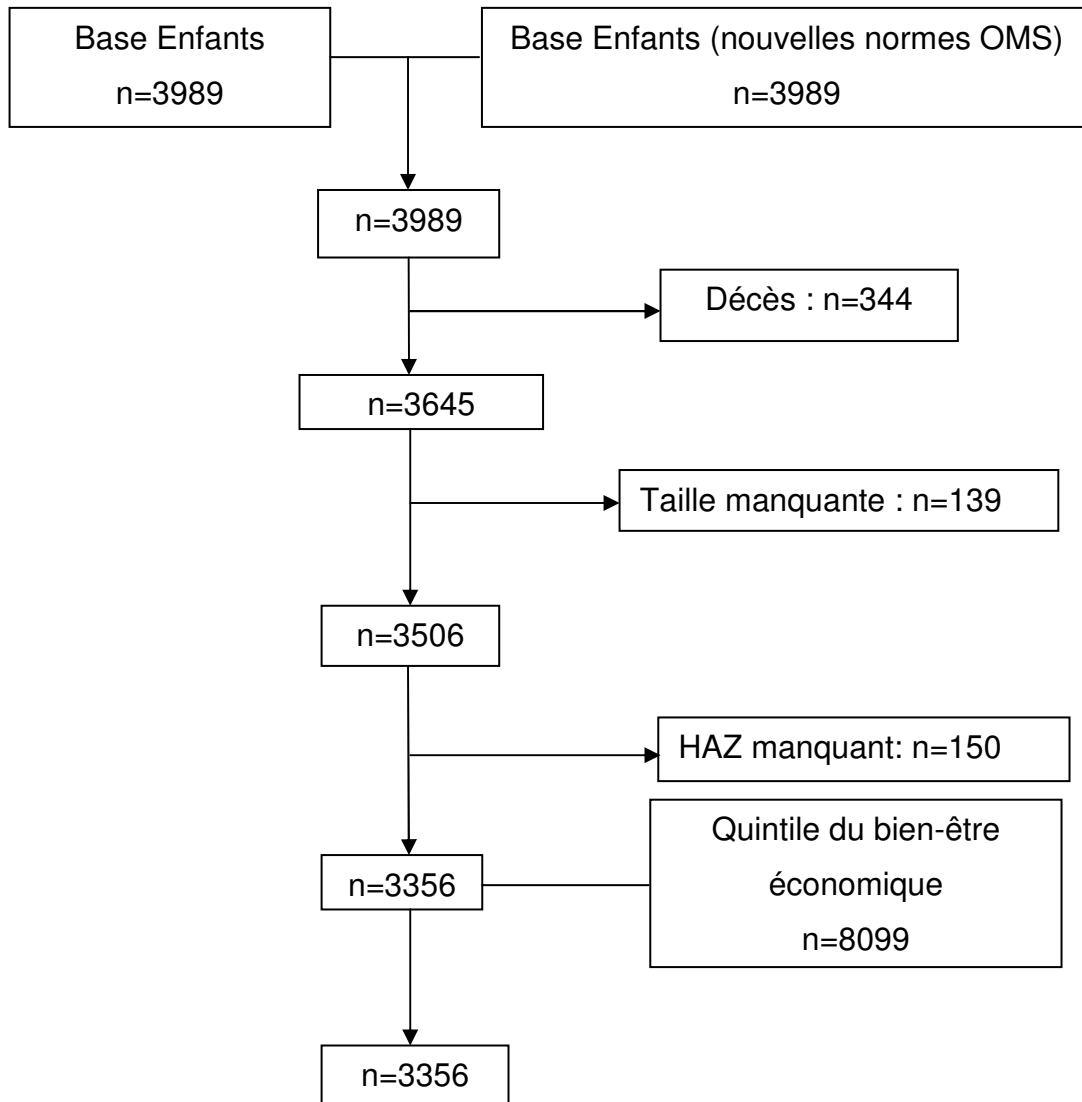 Base Enfants
n=3989
Base Enfants (nouvelles normes OMS)
n=3989
n=3989
Décès : n=344
n=3645
Taille manquante : n=139
n=3506
HAZ manquant: n=150
Quintile du bien-être
économique
n=8099
n=3356
n=3356